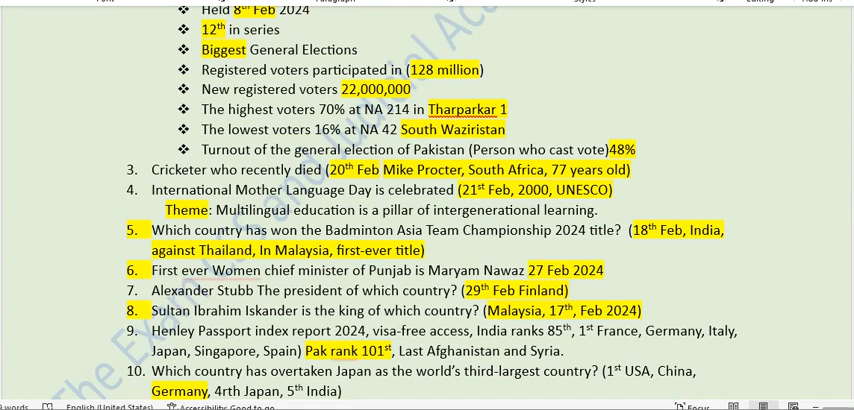 ❖ Held 8th Feb 2024
❖ 12th in series
❖ Biggest General Elections
❖ Registered voters participated in (128 million)
❖ New registered voters 22,000,000
❖ The highest voters 70% at NA 214 in Tharparkar 1
❖ The lowest voters 16% at NA 42 South Waziristan
❖ Turnout of the general election of Pakistan (Person who cast vote)48%
3. Cricketer who recently died (20th Feb Mike Procter, South Africa, 77 years old)
4. International Mother Language Day is celebrated (21st Feb, 2000, UNESCO)
Theme: Multilingual education is a pillar of intergenerational learning.
5. Which country has won the Badminton Asia Team Championship 2024 title? (18th Feb, India,
against Thailand, In Malaysia, first-ever title)
6. First ever Women chief minister of Punjab is Maryam Nawaz 27 Feb 2024
7. Alexander Stubb The president of which country? (29th Feb Finland)
8. Sultan Ibrahim Iskander is the king of which country? (Malaysia, 17th, Feb 2024)
9. Henley Passport index report 2024, visa-free access, India ranks 85th, 1st France, Germany, Italy,
Japan, Singapore, Spain) Pak rank 101st, Last Afghanistan and Syria.
10. Which country has overtaken Japan as the world's third-largest country? (1st USA, China,
Germany, 4rth Japan, 5th India)
words English (United States) Accessibility: Good to go Focus